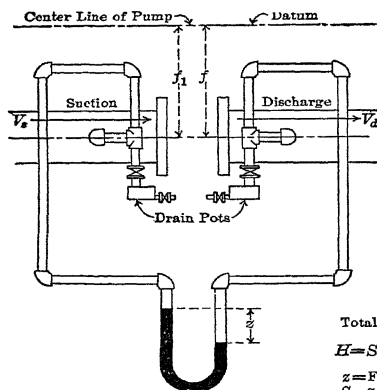 Center Line of Pump
Datum
f₁
f
Suction
Discharge
Vs
Vd
Drain Pots
z
Total
H=S
z=F